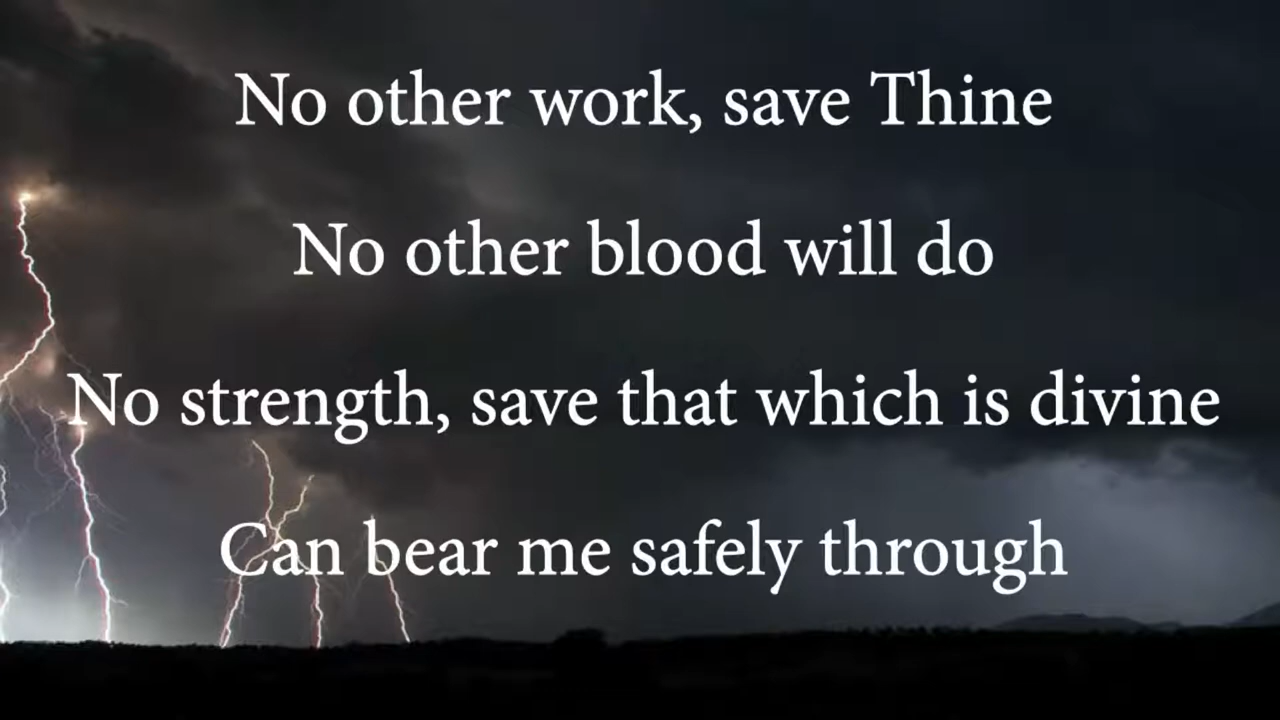 No other work, save Thine
No other blood will do
No strength, save that which is divine
Can bear me safely through